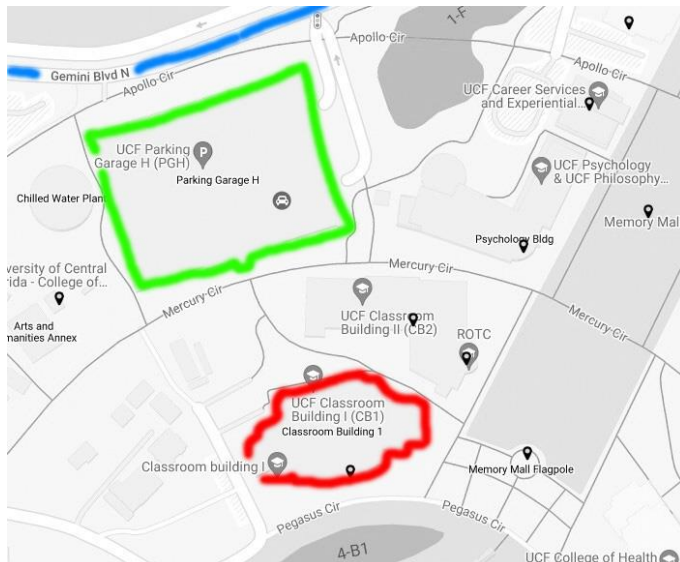 1-F
Apollo Cir
Gemini Blvd N
Apollo Cir
Apollo Cir
UCF Career Services
and Experiential...
UCF Parking
Garage H (PGH)
P
Parking Garage H
UCF Psychology
& UCF Philosophy...
Chilled Water Plan
Memory Mall
Psychology Bldg
versity of Central
rida - College of...
Mercury Cir
Mercury Cir
Mercury Cir
Arts and
manities Annex
UCF Classroom
Building II (CB2)
ROTC
UCF Classroom
Building I (CB1)
Classroom Building 1
Classroom building I
Memory Mall Flagpole
Pegasus Cir
Pegasus Cir
4-B1
UCF College of Health